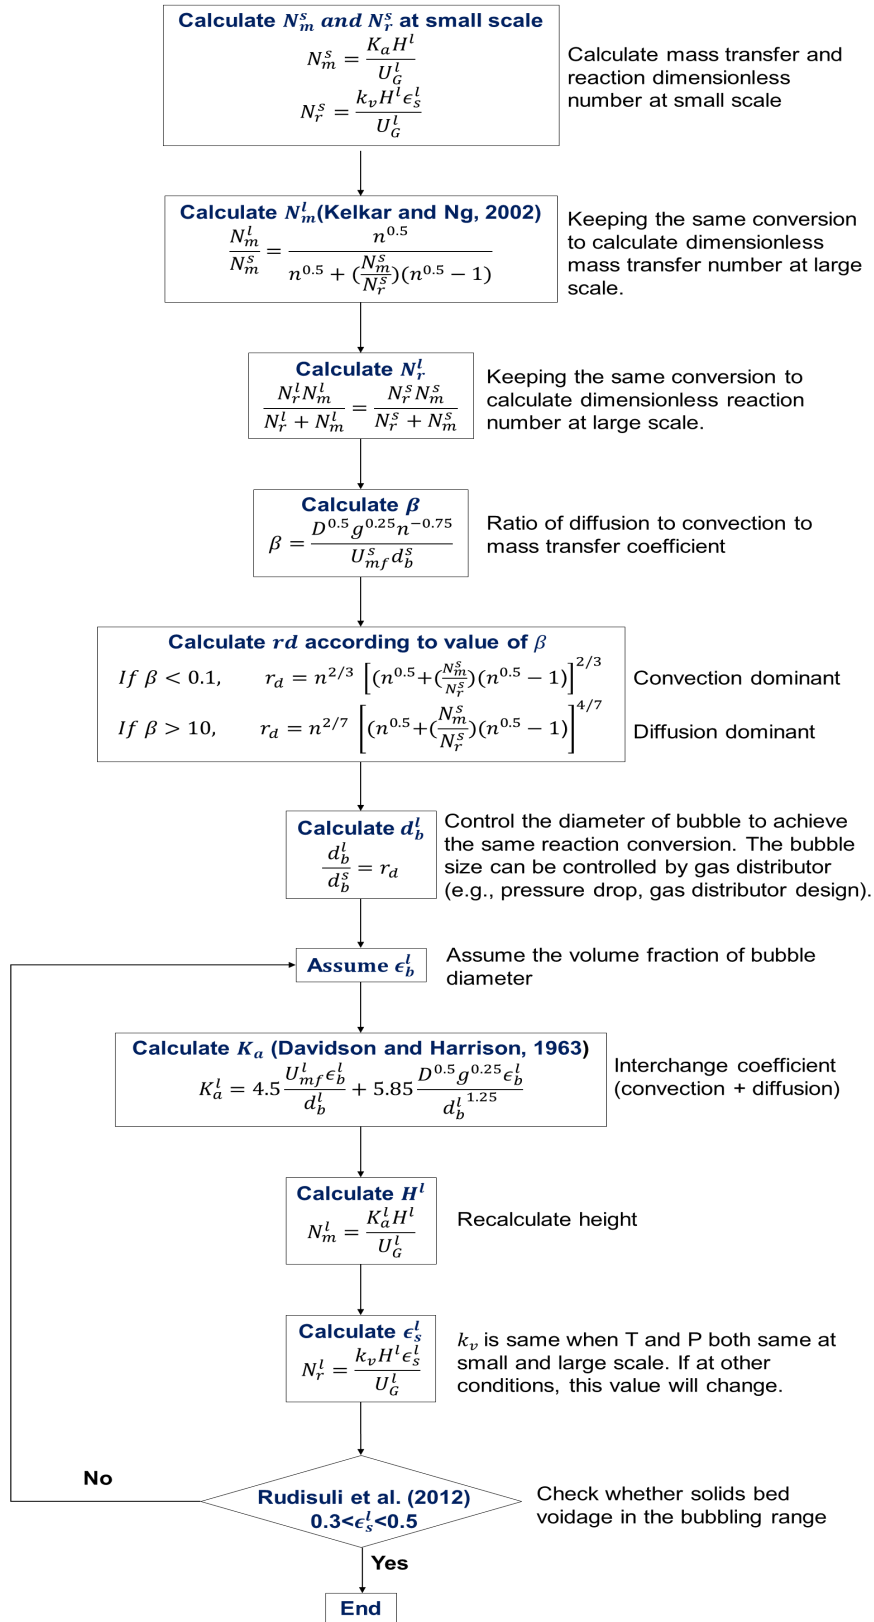 Calculate N_m^s and N_r^s at small scale
N_m^s = K_a H^l / U_G^l
N_r^s = k_v H^l ϵ_s^l / U_G^l
Calculate mass transfer and
reaction dimensionless
number at small scale
Calculate N_m^l(Kelkar and Ng, 2002)
N_m^l / N_m^s = n^0.5 / (n^0.5 + (N_m^s / N_r^s)(n^0.5 − 1))
Keeping the same conversion
to calculate dimensionless
mass transfer number at large
scale.
Calculate N_r^l
N_r^l N_m^l / (N_r^l + N_m^l) = N_r^s N_m^s / (N_r^s + N_m^s)
Keeping the same conversion to
calculate dimensionless reaction
number at large scale.
Calculate β
β = D^0.5 g^0.25 n^−0.75 / (U_mf^s d_b^s)
Ratio of diffusion to convection to
mass transfer coefficient
Calculate rd according to value of β
If β < 0.1, r_d = n^2/3 [(n^0.5+(N_m^s / N_r^s)(n^0.5 − 1)]^2/3
Convection dominant
If β > 10, r_d = n^2/7 [(n^0.5+(N_m^s / N_r^s)(n^0.5 − 1)]^4/7
Diffusion dominant
Calculate d_b^l
d_b^l / d_b^s = r_d
Control the diameter of bubble to achieve
the same reaction conversion. The bubble
size can be controlled by gas distributor
(e.g., pressure drop, gas distributor design).
Assume ϵ_b^l
Assume the volume fraction of bubble
diameter
Calculate K_a (Davidson and Harrison, 1963)
K_a^l = 4.5 U_mf^l ϵ_b^l / d_b^l + 5.85 D^0.5 g^0.25 ϵ_b^l / d_b^l^1.25
Interchange coefficient
(convection + diffusion)
Calculate H^l
N_m^l = K_a^l H^l / U_G^l
Recalculate height
Calculate ϵ_s^l
N_r^l = k_v H^l ϵ_s^l / U_G^l
k_v is same when T and P both same at
small and large scale. If at other
conditions, this value will change.
No
Rudisuli et al. (2012)
0.3<ϵ_s^l<0.5
Check whether solids bed
voidage in the bubbling range
Yes
End